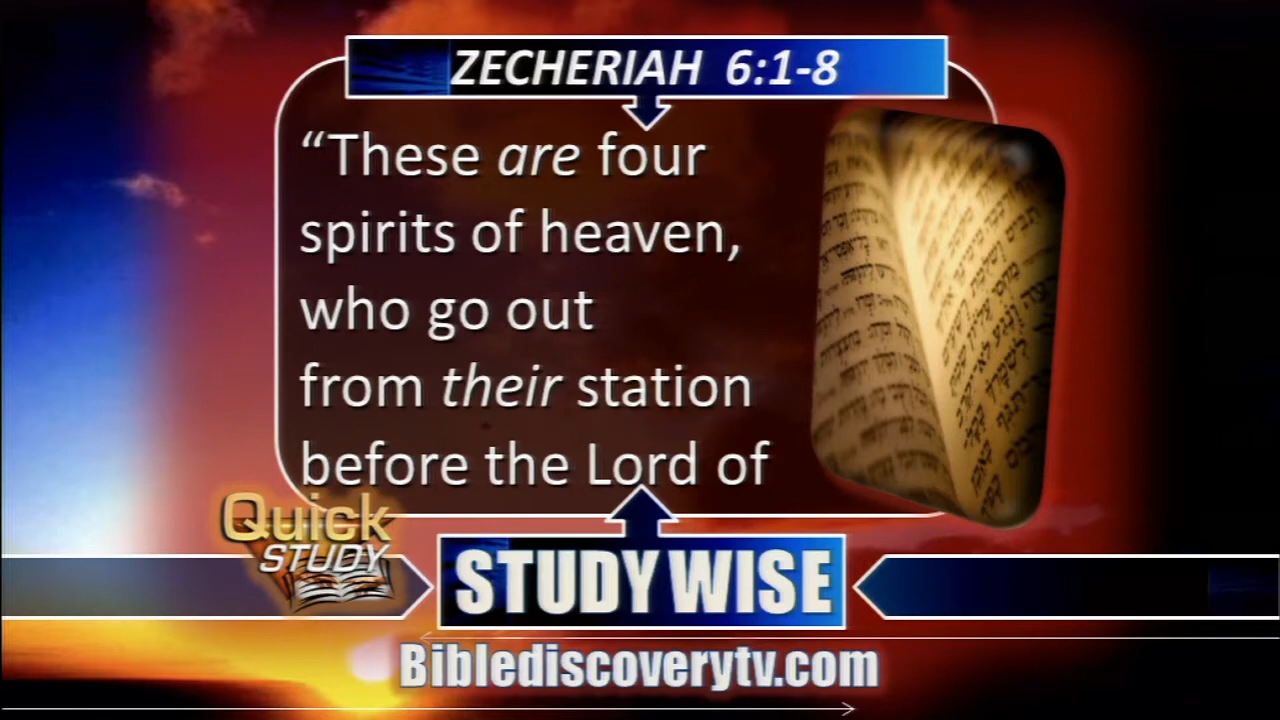 ZECHERIAH 6:1-8
“These are four
spirits of heaven,
who go out
from their station
before the Lord of
Quick
STUDY
STUDY WISE
Biblediscoverytv.com